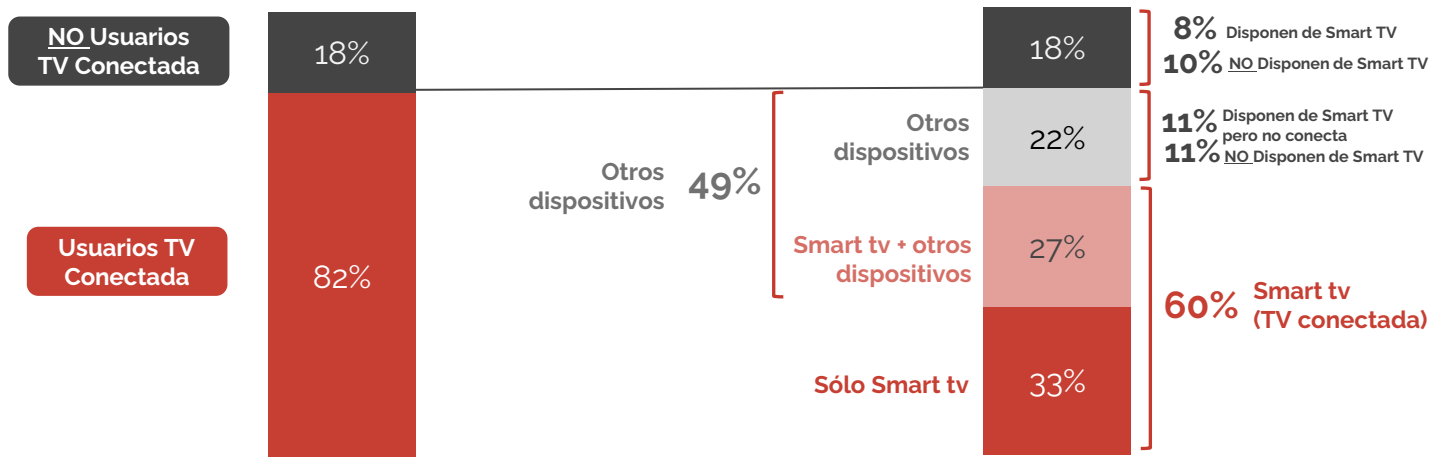 NO Usuarios
TV Conectada
18%
18%
8% Disponen de Smart TV
10% NO Disponen de Smart TV
Otros
dispositivos
22%
11% Disponen de Smart TV
pero no conecta
11% NO Disponen de Smart TV
Otros
dispositivos
49%
Usuarios TV
Conectada
82%
Smart tv + otros
dispositivos
27%
60% Smart tv
(TV conectada)
Sólo Smart tv
33%